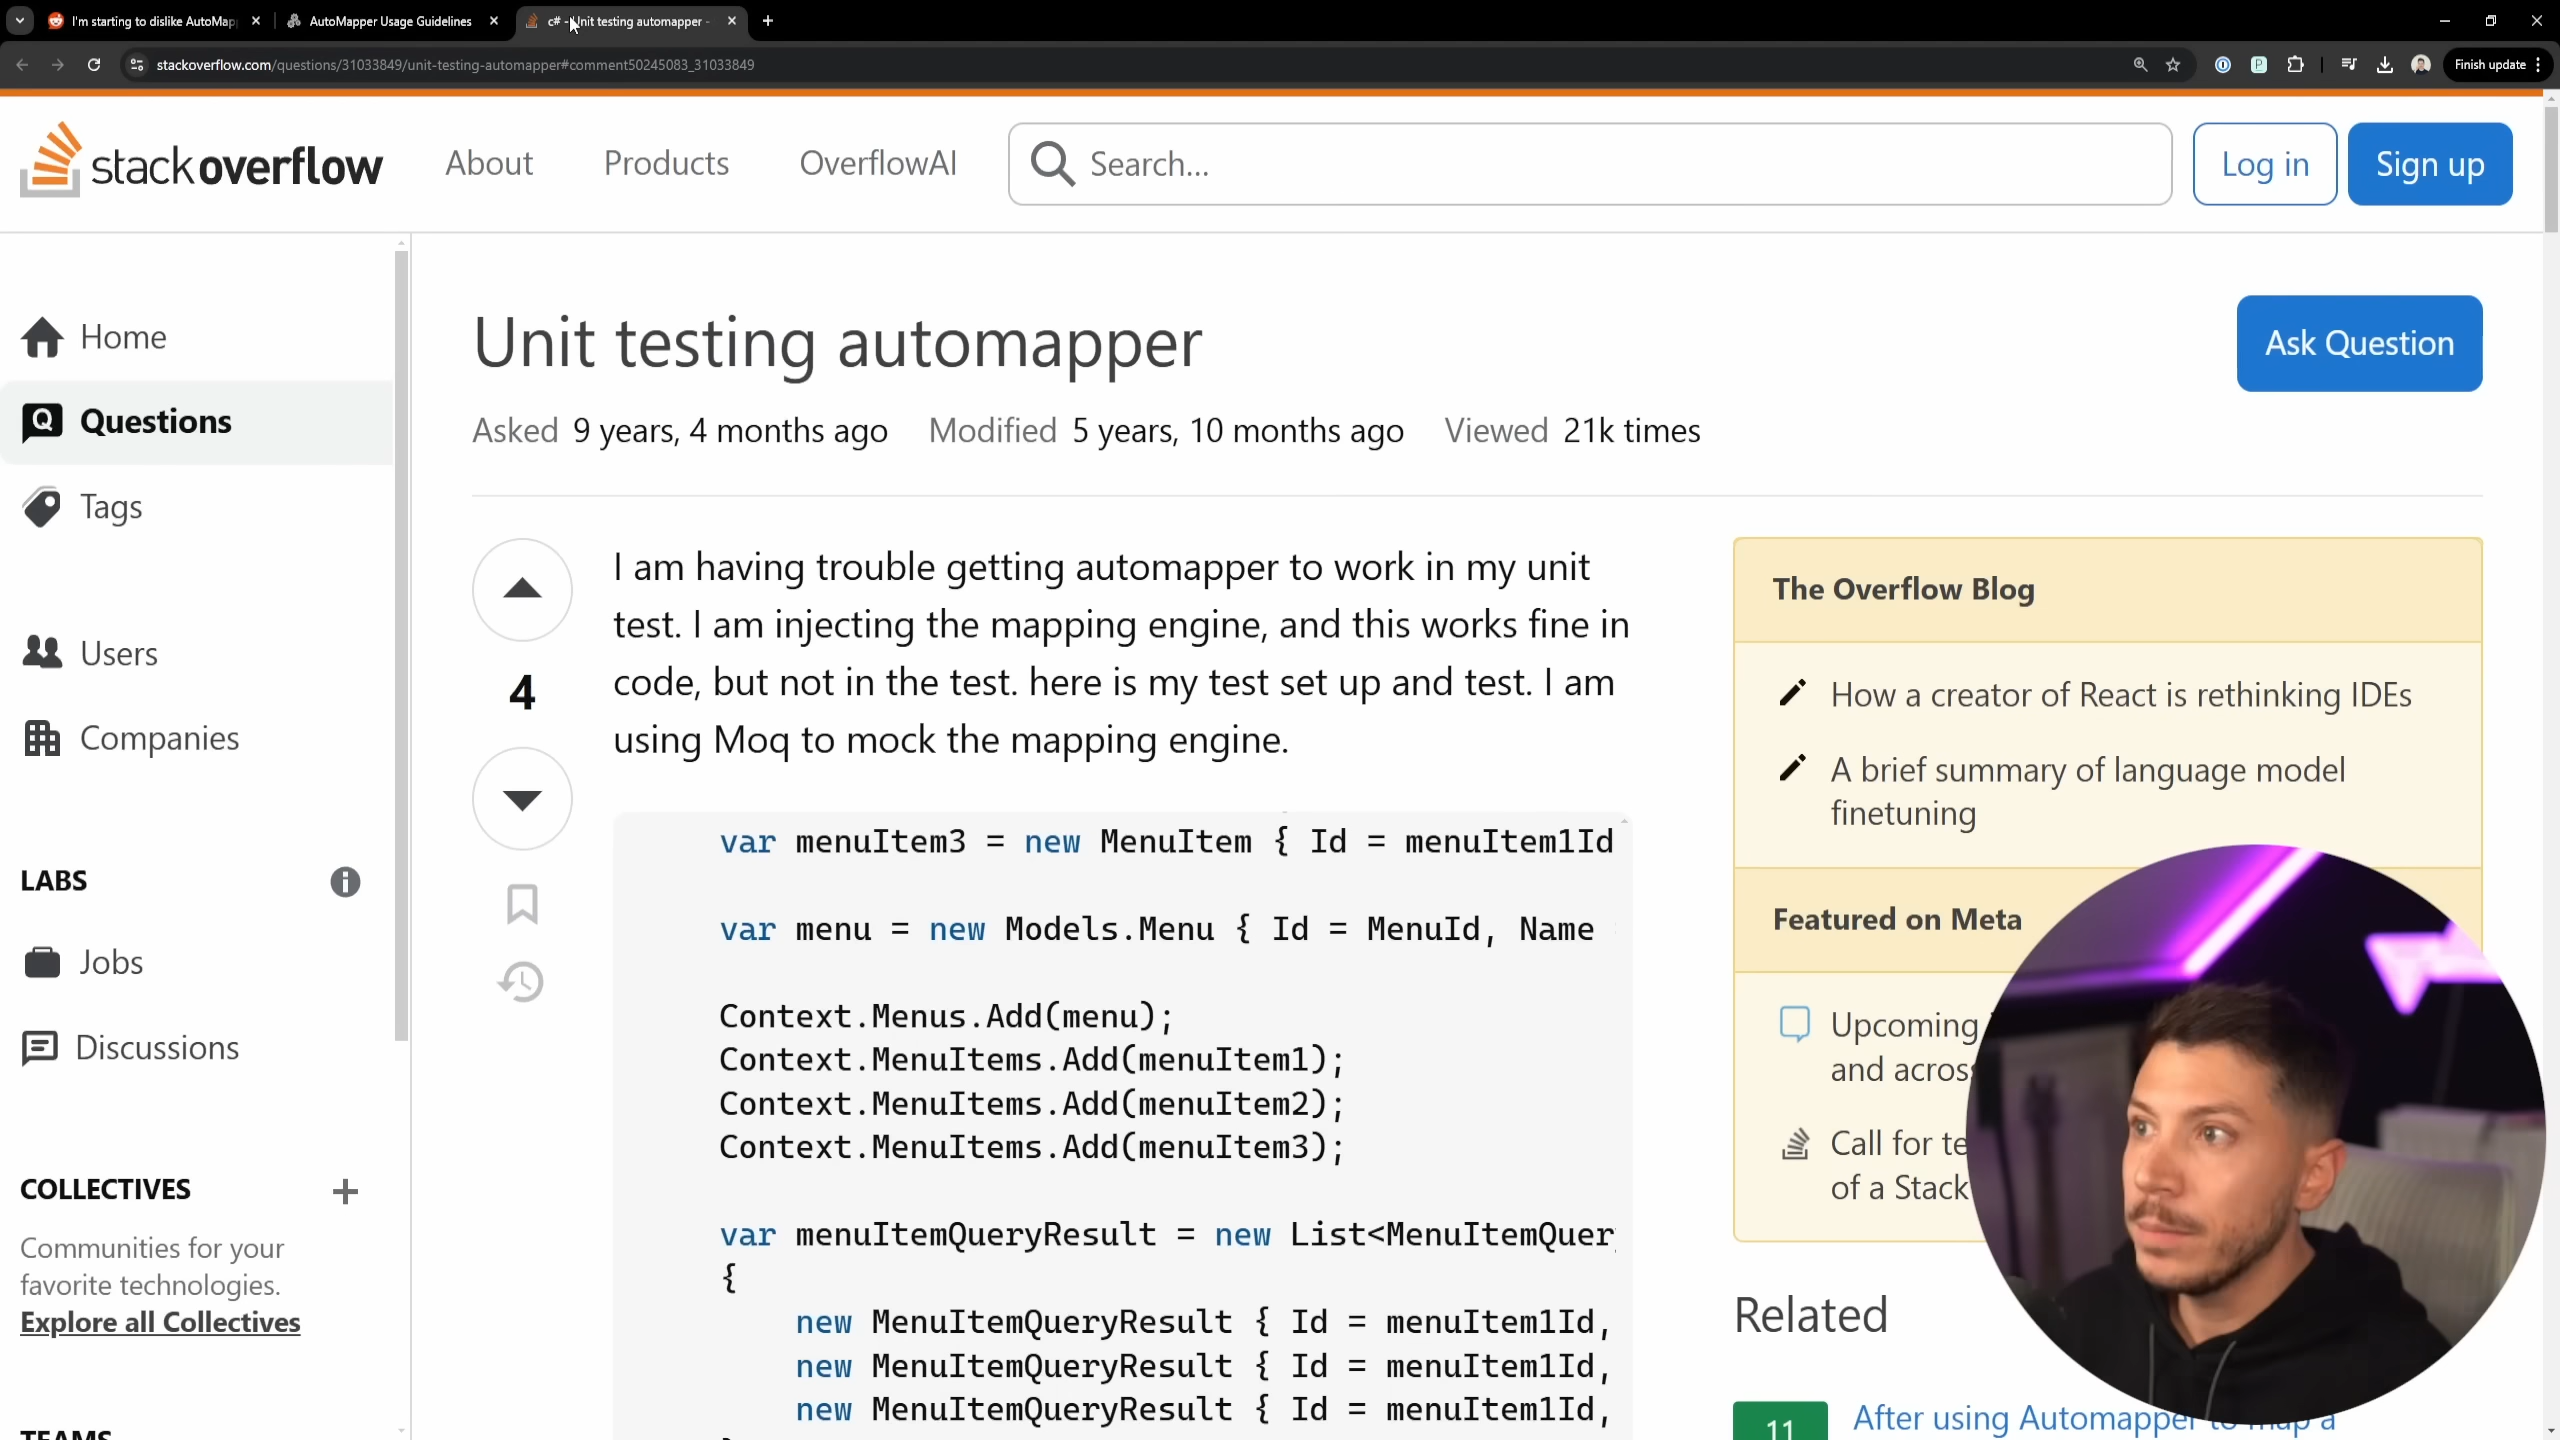 I'm starting to dislike AutoMap
AutoMapper Usage Guidelines
c# - Unit testing automapper -
stackoverflow.com/questions/31033849/unit-testing-automapper#comment50245083_31033849
Finish update
stackoverflow
About
Products
OverflowAI
Search...
Log in
Sign up
Home
Questions
Tags
Users
Companies
LABS
Jobs
Discussions
COLLECTIVES
Communities for your
favorite technologies.
Explore all Collectives
TEAMS
Unit testing automapper
Ask Question
Asked 9 years, 4 months ago Modified 5 years, 10 months ago Viewed 21k times
4
I am having trouble getting automapper to work in my unit
test. I am injecting the mapping engine, and this works fine in
code, but not in the test. here is my test set up and test. I am
using Moq to mock the mapping engine.
var menuItem3 = new MenuItem { Id = menuItem1Id
var menu = new Models.Menu { Id = MenuId, Name
Context.Menus.Add(menu);
Context.MenuItems.Add(menuItem1);
Context.MenuItems.Add(menuItem2);
Context.MenuItems.Add(menuItem3);
var menuItemQueryResult = new List<MenuItemQuer
{
new MenuItemQueryResult { Id = menuItem1Id,
new MenuItemQueryResult { Id = menuItem1Id,
new MenuItemQueryResult { Id = menuItem1Id,
The Overflow Blog
How a creator of React is rethinking IDEs
A brief summary of language model
finetuning
Featured on Meta
Upcoming
and across
Call for te
of a Stack
Related
11
After using Automapper to map a